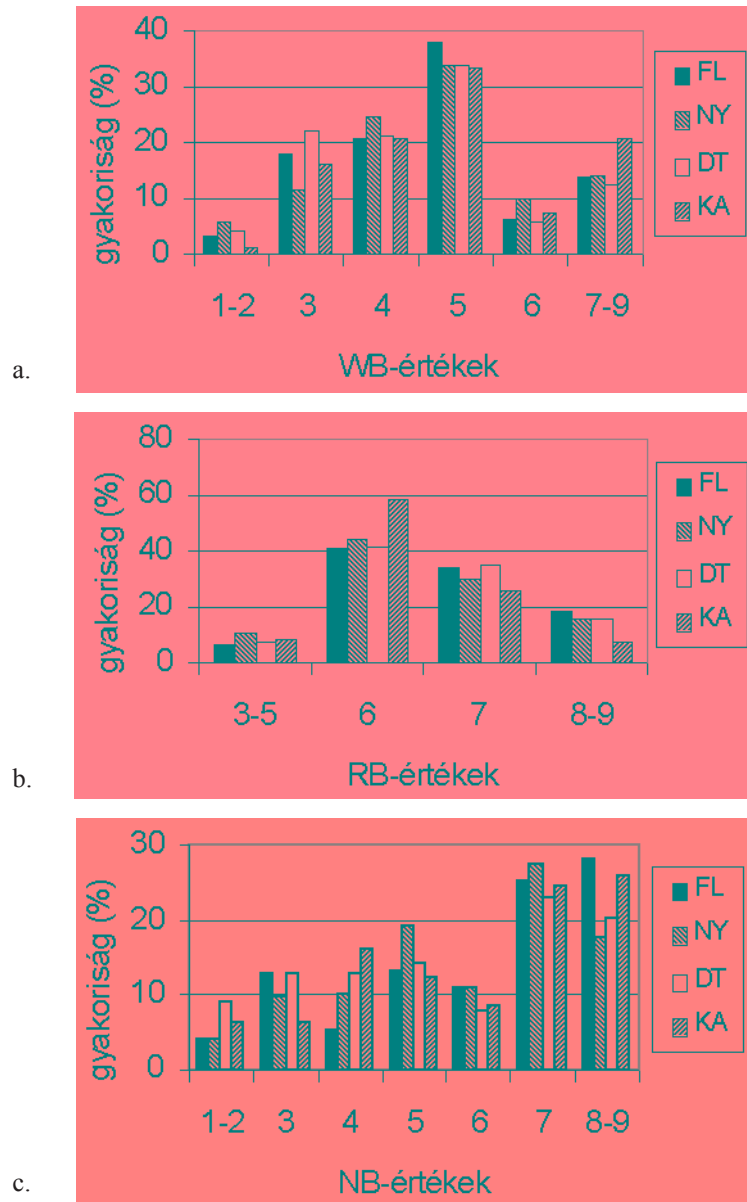 40
30
20
10
0
gyakoriság (%)
1-2 3 4 5 6 7-9
WB-értékek
FL
NY
DT
KA
a.
80
60
40
20
0
gyakoriság (%)
3-5 6 7 8-9
RB-értékek
FL
NY
DT
KA
b.
30
20
10
0
gyakoriság (%)
1-2 3 4 5 6 7 8-9
NB-értékek
FL
NY
DT
KA
c.